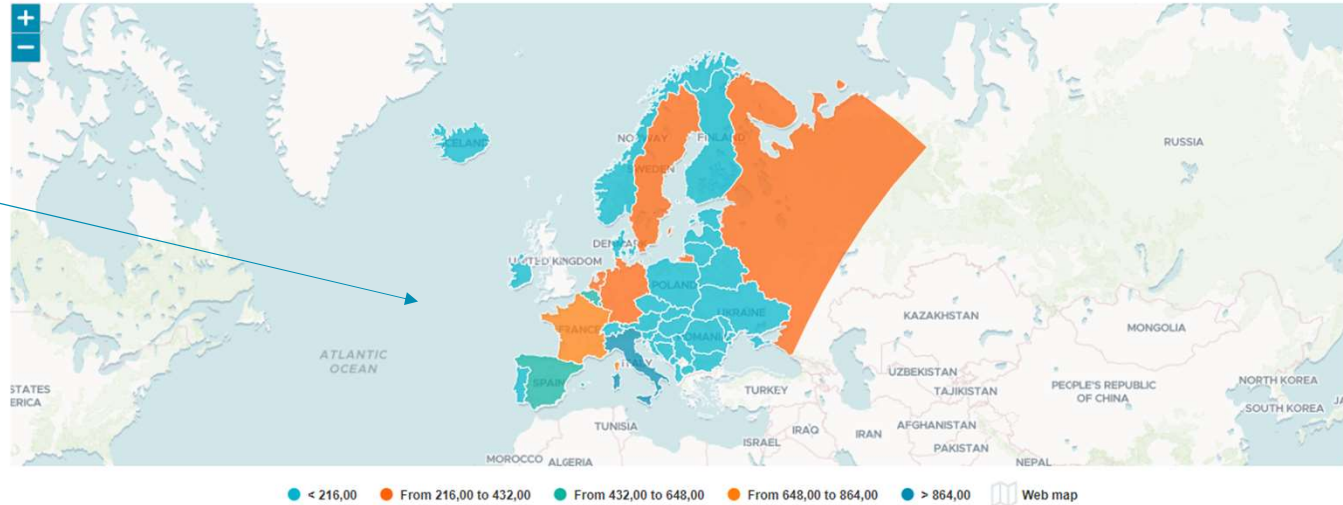 +
−
ICELAND
RUSSIA
NORWAY
FINLAND
SWEDEN
DENMARK
UNITED KINGDOM
POLAND
UKRAINE
KAZAKHSTAN
MONGOLIA
FRANCE
ROMANI
ATLANTIC
OCEAN
ITALY
UZBEKISTAN
NORTH KOREA
STATES
ERICA
SPAIN
TURKEY
TAJIKISTAN
PEOPLE'S REPUBLIC
OF CHINA
SOUTH KOREA
JA
TUNISIA
AFGHANISTAN
IRAQ
IRAN
ISRAEL
PAKISTAN
MOROCCO
ALGERIA
NEPAL
< 216,00
From 216,00 to 432,00
From 432,00 to 648,00
From 648,00 to 864,00
> 864,00
Web map